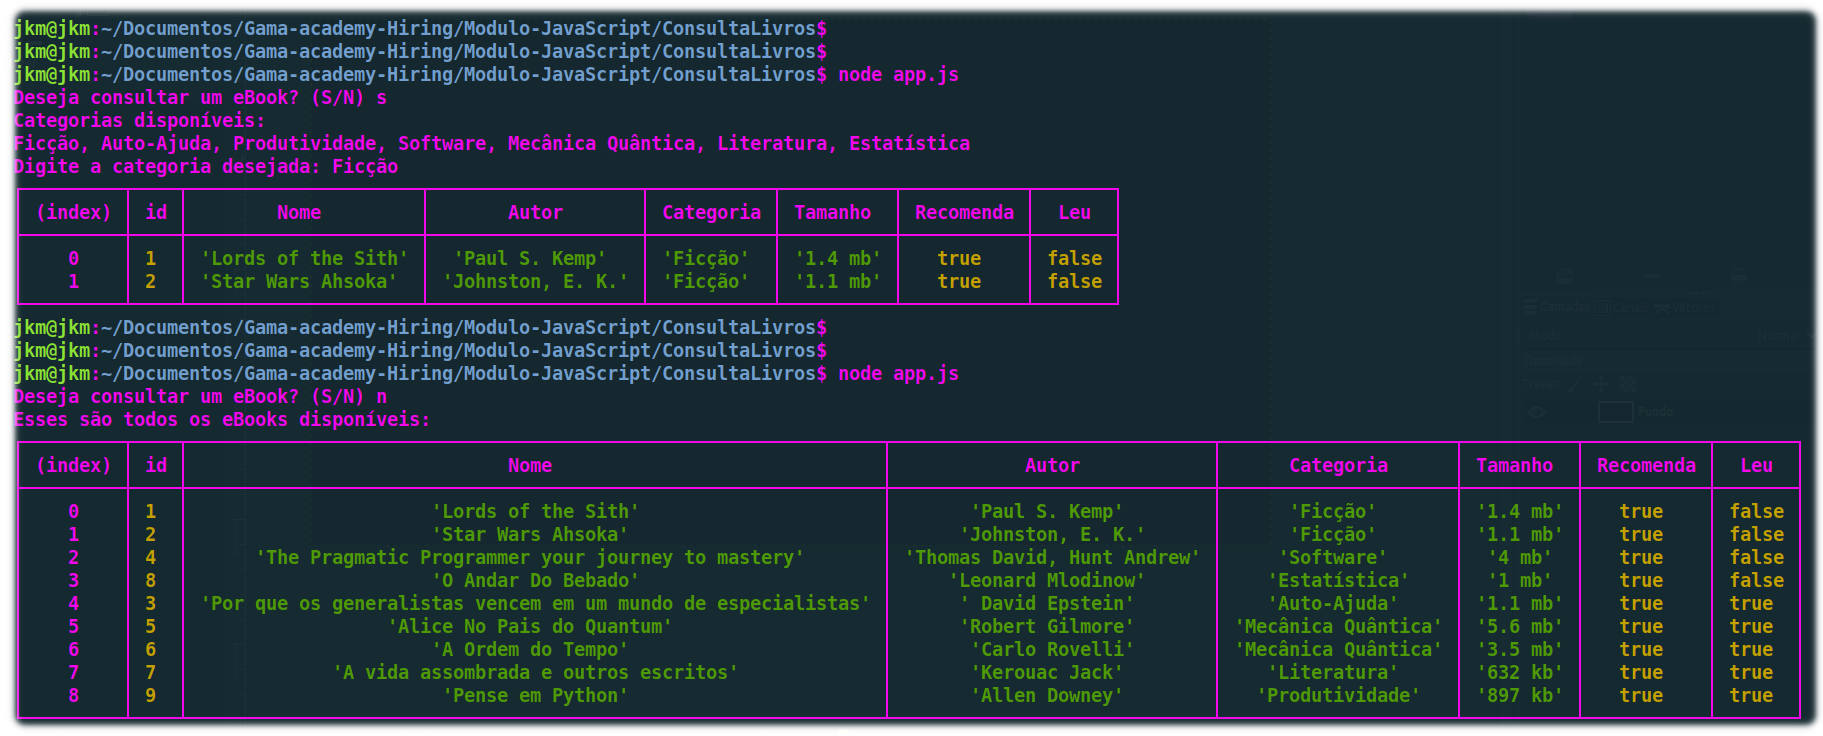 jkm@jkm:~/Documentos/Gama-academy-Hiring/Modulo-JavaScript/ConsultaLivros$
jkm@jkm:~/Documentos/Gama-academy-Hiring/Modulo-JavaScript/ConsultaLivros$
jkm@jkm:~/Documentos/Gama-academy-Hiring/Modulo-JavaScript/ConsultaLivros$ node app.js
Deseja consultar um eBook? (S/N) s
Categorias disponíveis:
Ficção, Auto-Ajuda, Produtividade, Software, Mecânica Quântica, Literatura, Estatística
Digite a categoria desejada: Ficção
(index) id Nome Autor Categoria Tamanho Recomenda Leu
0 1 'Lords of the Sith' 'Paul S. Kemp' 'Ficção' '1.4 mb' true false
1 2 'Star Wars Ahsoka' 'Johnston, E. K.' 'Ficção' '1.1 mb' true false
jkm@jkm:~/Documentos/Gama-academy-Hiring/Modulo-JavaScript/ConsultaLivros$
jkm@jkm:~/Documentos/Gama-academy-Hiring/Modulo-JavaScript/ConsultaLivros$
jkm@jkm:~/Documentos/Gama-academy-Hiring/Modulo-JavaScript/ConsultaLivros$ node app.js
Deseja consultar um eBook? (S/N) n
Esses são todos os eBooks disponíveis:
(index) id Nome Autor Categoria Tamanho Recomenda Leu
0 1 'Lords of the Sith' 'Paul S. Kemp' 'Ficção' '1.4 mb' true false
1 2 'Star Wars Ahsoka' 'Johnston, E. K.' 'Ficção' '1.1 mb' true false
2 4 'The Pragmatic Programmer your journey to mastery' 'Thomas David, Hunt Andrew' 'Software' '4 mb' true false
3 8 'O Andar Do Bebado' 'Leonard Mlodinow' 'Estatística' '1 mb' true false
4 3 'Por que os generalistas vencem em um mundo de especialistas' ' David Epstein' 'Auto-Ajuda' '1.1 mb' true true
5 5 'Alice No Pais do Quantum' 'Robert Gilmore' 'Mecânica Quântica' '5.6 mb' true true
6 6 'A Ordem do Tempo' 'Carlo Rovelli' 'Mecânica Quântica' '3.5 mb' true true
7 7 'A vida assombrada e outros escritos' 'Kerouac Jack' 'Literatura' '632 kb' true true
8 9 'Pense em Python' 'Allen Downey' 'Produtividade' '897 kb' true true